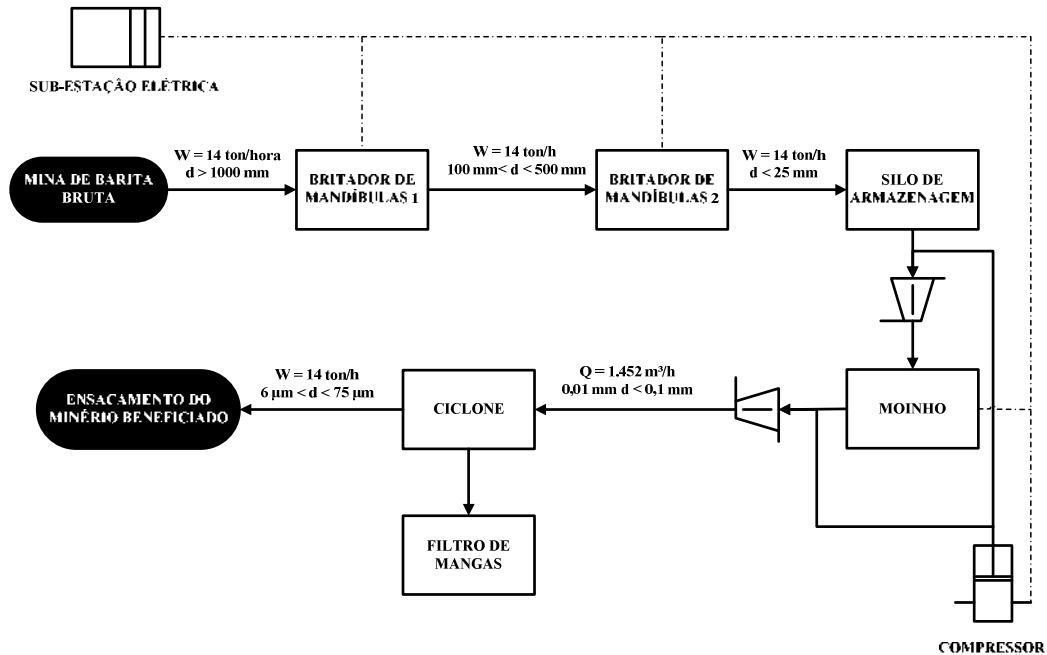 SUB-ESTAÇÃO ELÉTRICA
MINA DE BARITA
BRUTA
W = 14 ton/hora
d > 1000 mm
BRITADOR DE
MANDÍBULAS 1
W = 14 ton/h
100 mm< d < 500 mm
BRITADOR DE
MANDÍBULAS 2
W = 14 ton/h
d < 25 mm
SILO DE
ARMAZENAGEM
ENSACAMENTO DO
MINÉRIO BENEFICIADO
W = 14 ton/h
6 µm < d < 75 µm
CICLONE
Q = 1.452 m³/h
0,01 mm d < 0,1 mm
MOINHO
FILTRO DE
MANGAS
COMPRESSOR